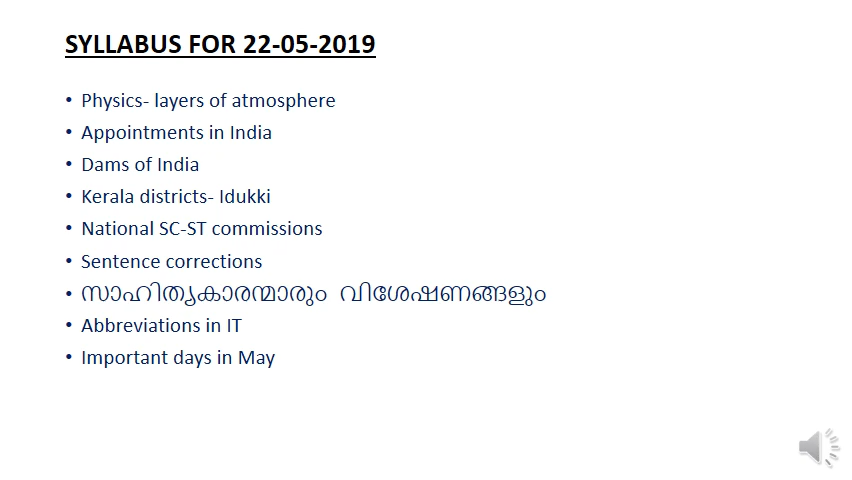 SYLLABUS FOR 22-05-2019
• Physics- layers of atmosphere
• Appointments in India
• Dams of India
• Kerala districts- Idukki
• National SC-ST commissions
• Sentence corrections
• സാഹിത്യകാരന്മാരും വിശേഷണങ്ങളും
• Abbreviations in IT
• Important days in May